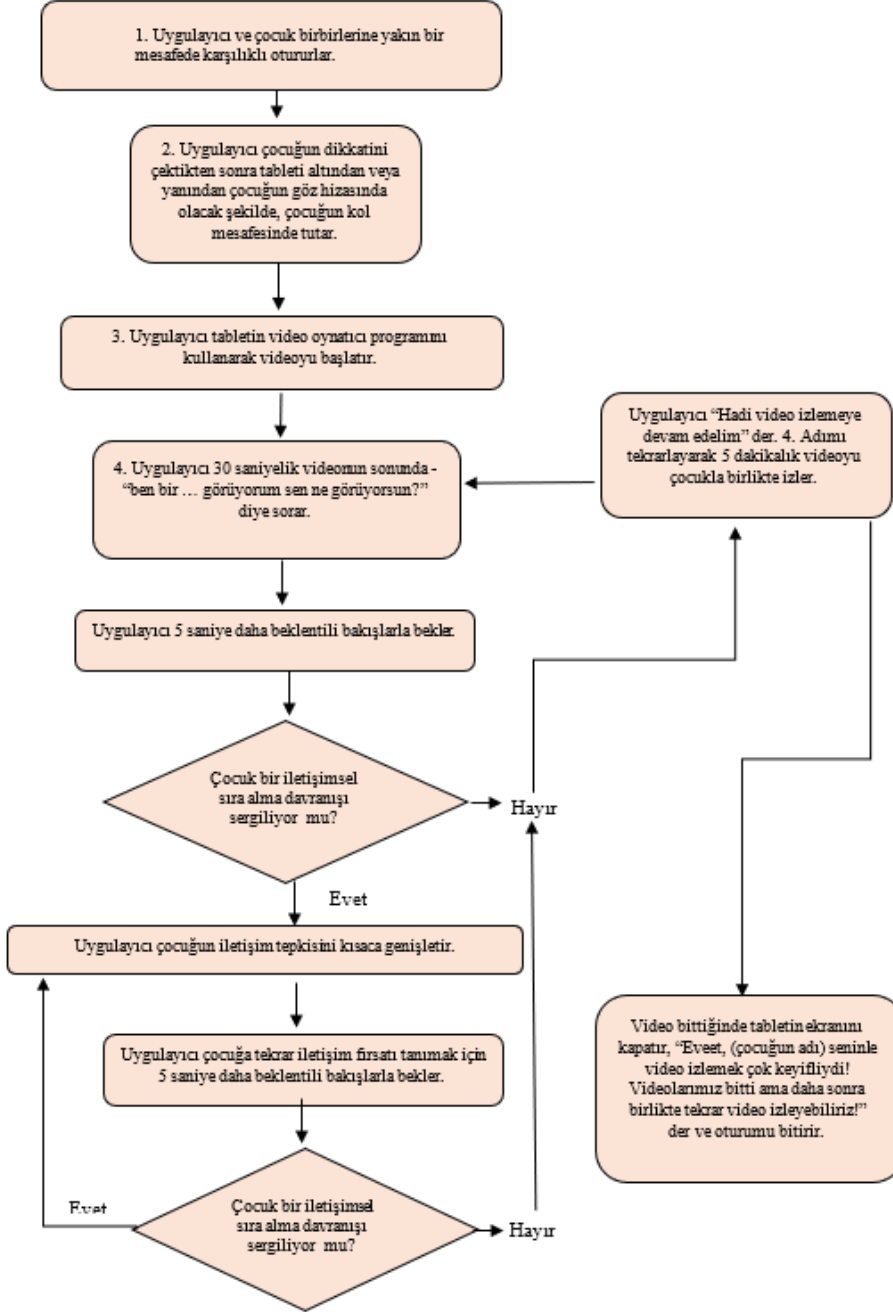 1. Uygulayıcı ve çocuk birbirlerine yakın bir
mesafede karşılıklı otururlar.
2. Uygulayıcı çocuğun dikkatini
çektikten sonra tableti altından veya
yanından çocuğun göz hizasında
olacak şekilde, çocuğun kol
mesafesinde tutar.
3. Uygulayıcı tabletin video oynatıcı programını
kullanarak videoyu başlatır.
4. Uygulayıcı 30 saniyelik videonun sonunda -
“ben bir … görüyorum sen ne görüyorsun?”
diye sorar.
Uygulayıcı “Hadi video izlemeye
devam edelim” der. 4. Adımı
tekrarlayarak 5 dakikalık videoyu
çocukla birlikte izler.
Uygulayıcı 5 saniye daha beklentili bakışlarla bekler.
Çocuk bir iletişimsel
sıra alma davranışı
sergiliyor mu?
Hayır
Evet
Uygulayıcı çocuğun iletişim tepkisini kısaca genişletir.
Uygulayıcı çocuğa tekrar iletişim fırsatı tanımak için
5 saniye daha beklentili bakışlarla bekler.
Çocuk bir iletişimsel
sıra alma davranışı
sergiliyor mu?
Evet
Hayır
Video bittiğinde tabletin ekranını
kapatır, “Eveet, (çocuğun adı) seninle
video izlemek çok keyifliydi!
Videolarımız bitti ama daha sonra
birlikte tekrar video izleyebiliriz!”
der ve oturumu bitirir.